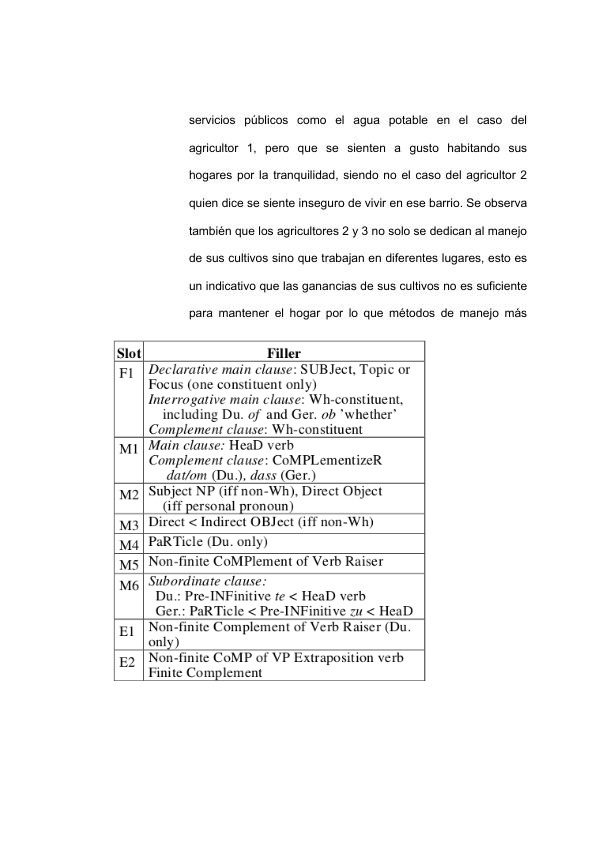 servicios públicos como el agua potable en el caso del
agricultor 1, pero que se sienten a gusto habitando sus
hogares por la tranquilidad, siendo no el caso del agricultor 2
quien dice se siente inseguro de vivir en ese barrio. Se observa
también que los agricultores 2 y 3 no solo se dedican al manejo
de sus cultivos sino que trabajan en diferentes lugares, esto es
un indicativo que las ganancias de sus cultivos no es suficiente
para mantener el hogar por lo que métodos de manejo más
Slot Filler
F1 Declarative main clause: SUBJect, Topic or
Focus (one constituent only)
Interrogative main clause: Wh-constituent,
including Du. of and Ger. ob ’whether’
Complement clause: Wh-constituent
M1 Main clause: HeaD verb
Complement clause: CoMPLementizeR
dat/om (Du.), dass (Ger.)
M2 Subject NP (iff non-Wh), Direct Object
(iff personal pronoun)
M3 Direct < Indirect OBJect (iff non-Wh)
M4 PaRTicle (Du. only)
M5 Non-finite CoMPlement of Verb Raiser
M6 Subordinate clause:
Du.: Pre-INFinitive te < HeaD verb
Ger.: PaRTicle < Pre-INFinitive zu < HeaD
E1 Non-finite Complement of Verb Raiser (Du.
only)
E2 Non-finite CoMP of VP Extraposition verb
Finite Complement